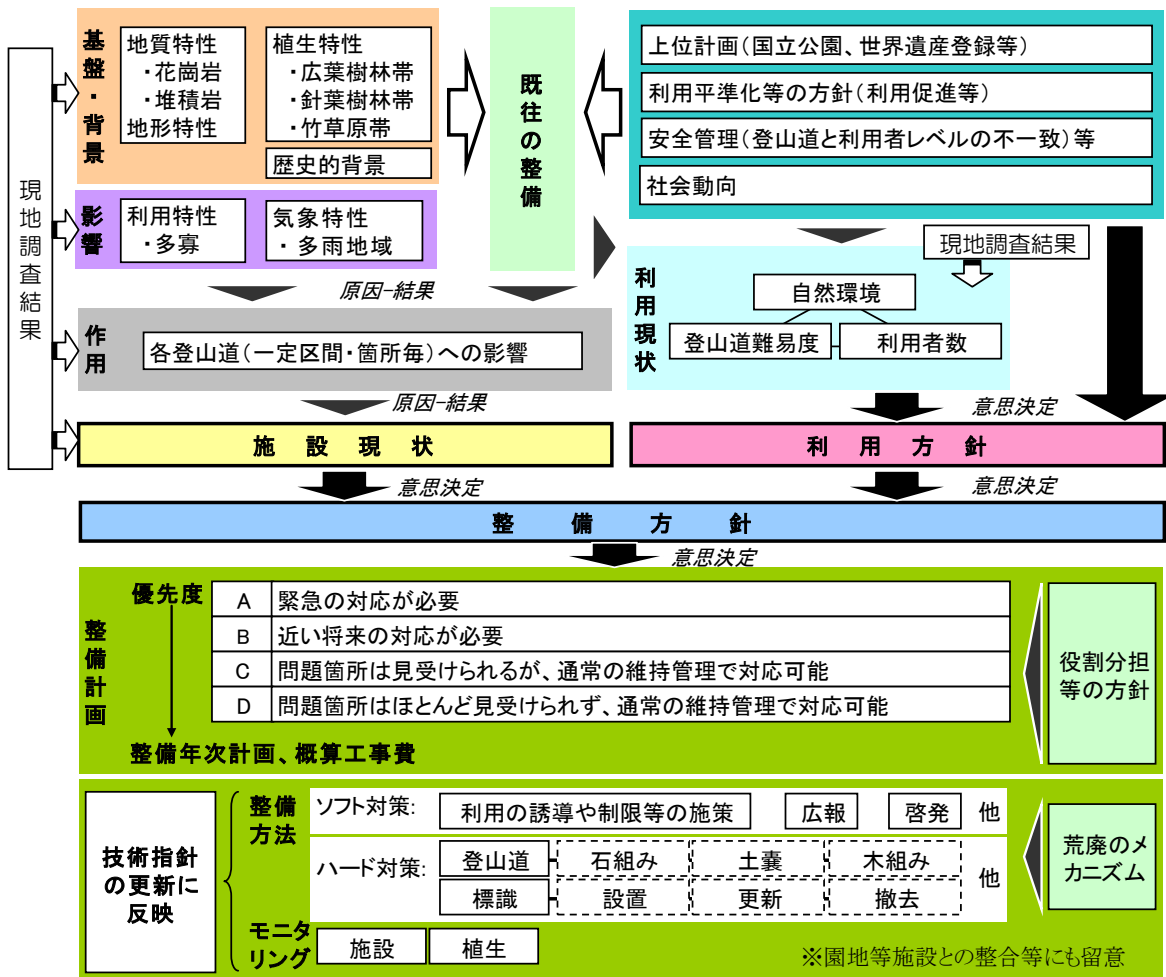 現地調査結果
基盤・背景
地質特性
・花崗岩
・堆積岩
地形特性
植生特性
・広葉樹林帯
・針葉樹林帯
・竹草原帯
歴史的背景
影響
利用特性
・多寡
気象特性
・多雨地域
既往の整備
上位計画(国立公園、世界遺産登録等)
利用平準化等の方針(利用促進等)
安全管理(登山道と利用者レベルの不一致)等
社会動向
原因-結果
現地調査結果
利用現状
自然環境
登山道難易度
利用者数
作用
各登山道(一定区間・箇所毎)への影響
原因-結果
意思決定
施設現状
利用方針
意思決定
意思決定
整備方針
意思決定
整備計画
優先度
A 緊急の対応が必要
B 近い将来の対応が必要
C 問題箇所は見受けられるが、通常の維持管理で対応可能
D 問題箇所はほとんど見受けられず、通常の維持管理で対応可能
整備年次計画、概算工事費
役割分担
等の方針
技術指針
の更新に
反映
整備
方法
ソフト対策: 利用の誘導や制限等の施策 広報 啓発 他
ハード対策: 登山道 石組み 土嚢 木組み 他
標識 設置 更新 撤去
モニタ
リング
施設 植生
荒廃のメ
カニズム
※園地等施設との整合等にも留意